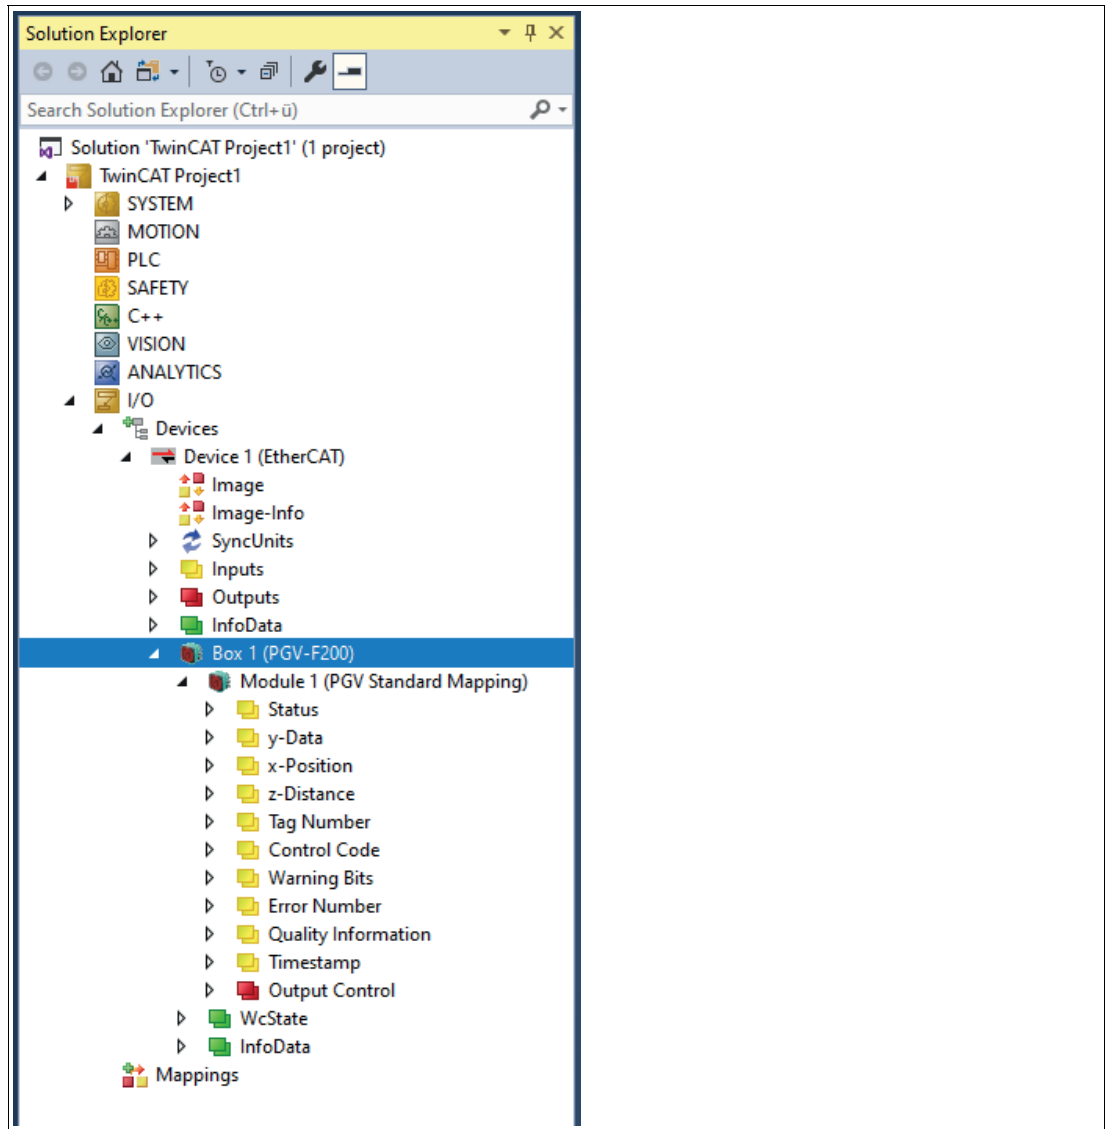 Solution Explorer
Search Solution Explorer (Ctrl+ü)
Solution 'TwinCAT Project1' (1 project)
TwinCAT Project1
SYSTEM
MOTION
PLC
SAFETY
C++
VISION
ANALYTICS
I/O
Devices
Device 1 (EtherCAT)
Image
Image-Info
SyncUnits
Inputs
Outputs
InfoData
Box 1 (PGV-F200)
Module 1 (PGV Standard Mapping)
Status
y-Data
x-Position
z-Distance
Tag Number
Control Code
Warning Bits
Error Number
Quality Information
Timestamp
Output Control
WcState
InfoData
Mappings